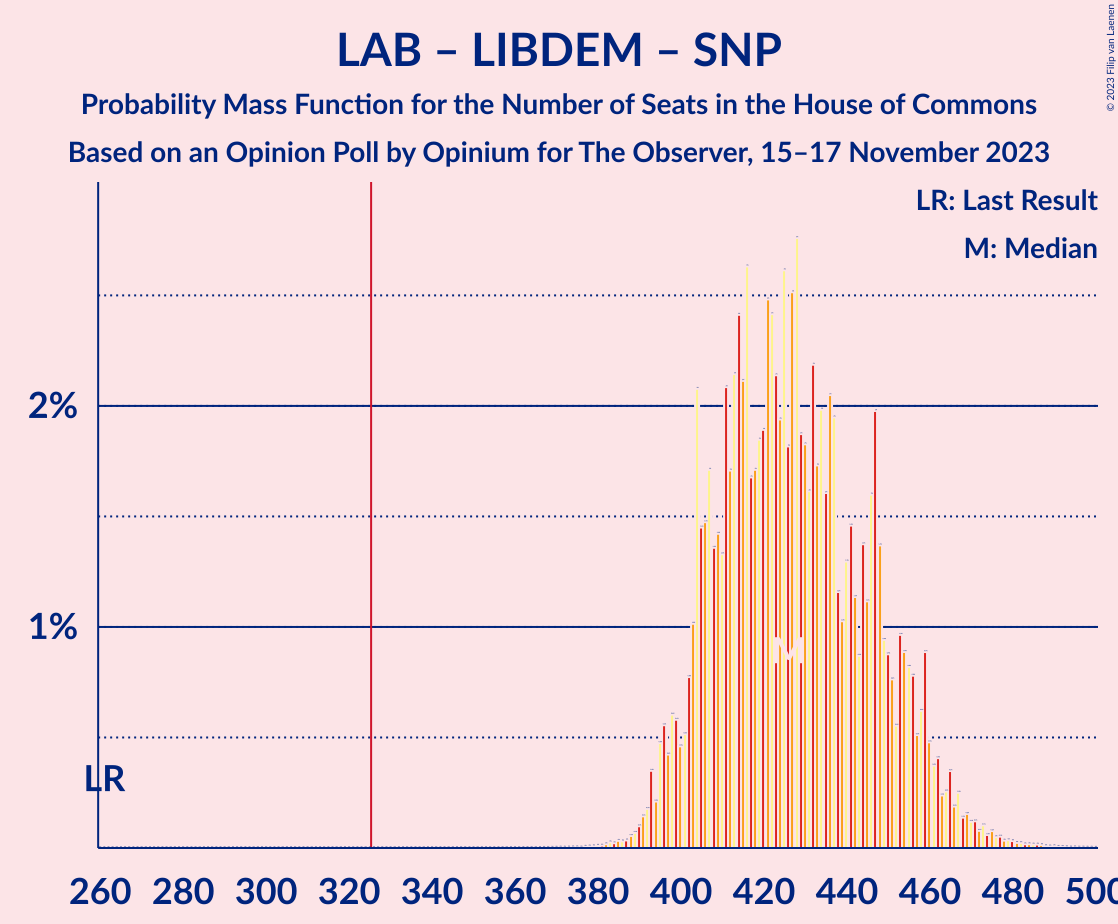 © 2023 Filip van Laenen
LAB – LIBDEM – SNP
Probability Mass Function for the Number of Seats in the House of Commons
Based on an Opinion Poll by Opinium for The Observer, 15–17 November 2023
LR: Last Result
M: Median
2%
1%
M
LR
260 280 300 320 340 360 380 400 420 440 460 480 500